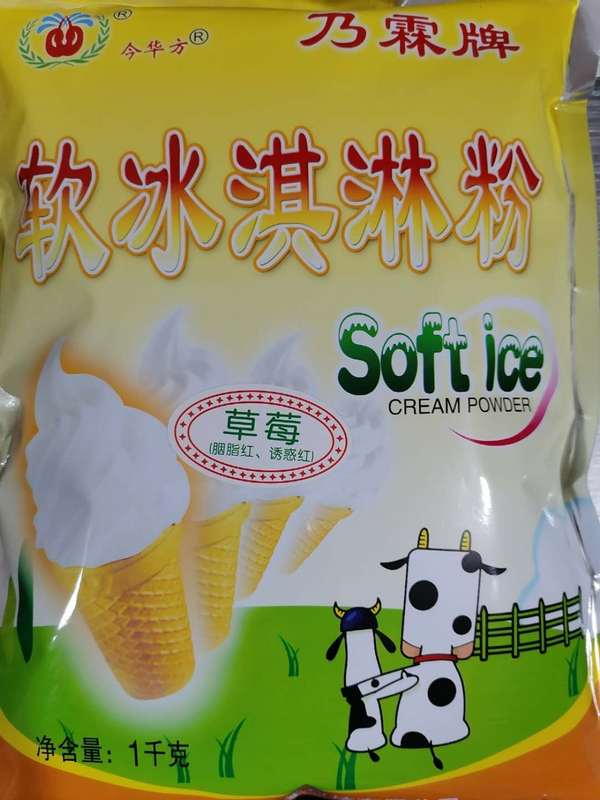 今华方® 乃霖牌
软冰淇淋粉
Soft ice
CREAM POWDER
草莓
(胭脂红、诱惑红)
净含量：1千克